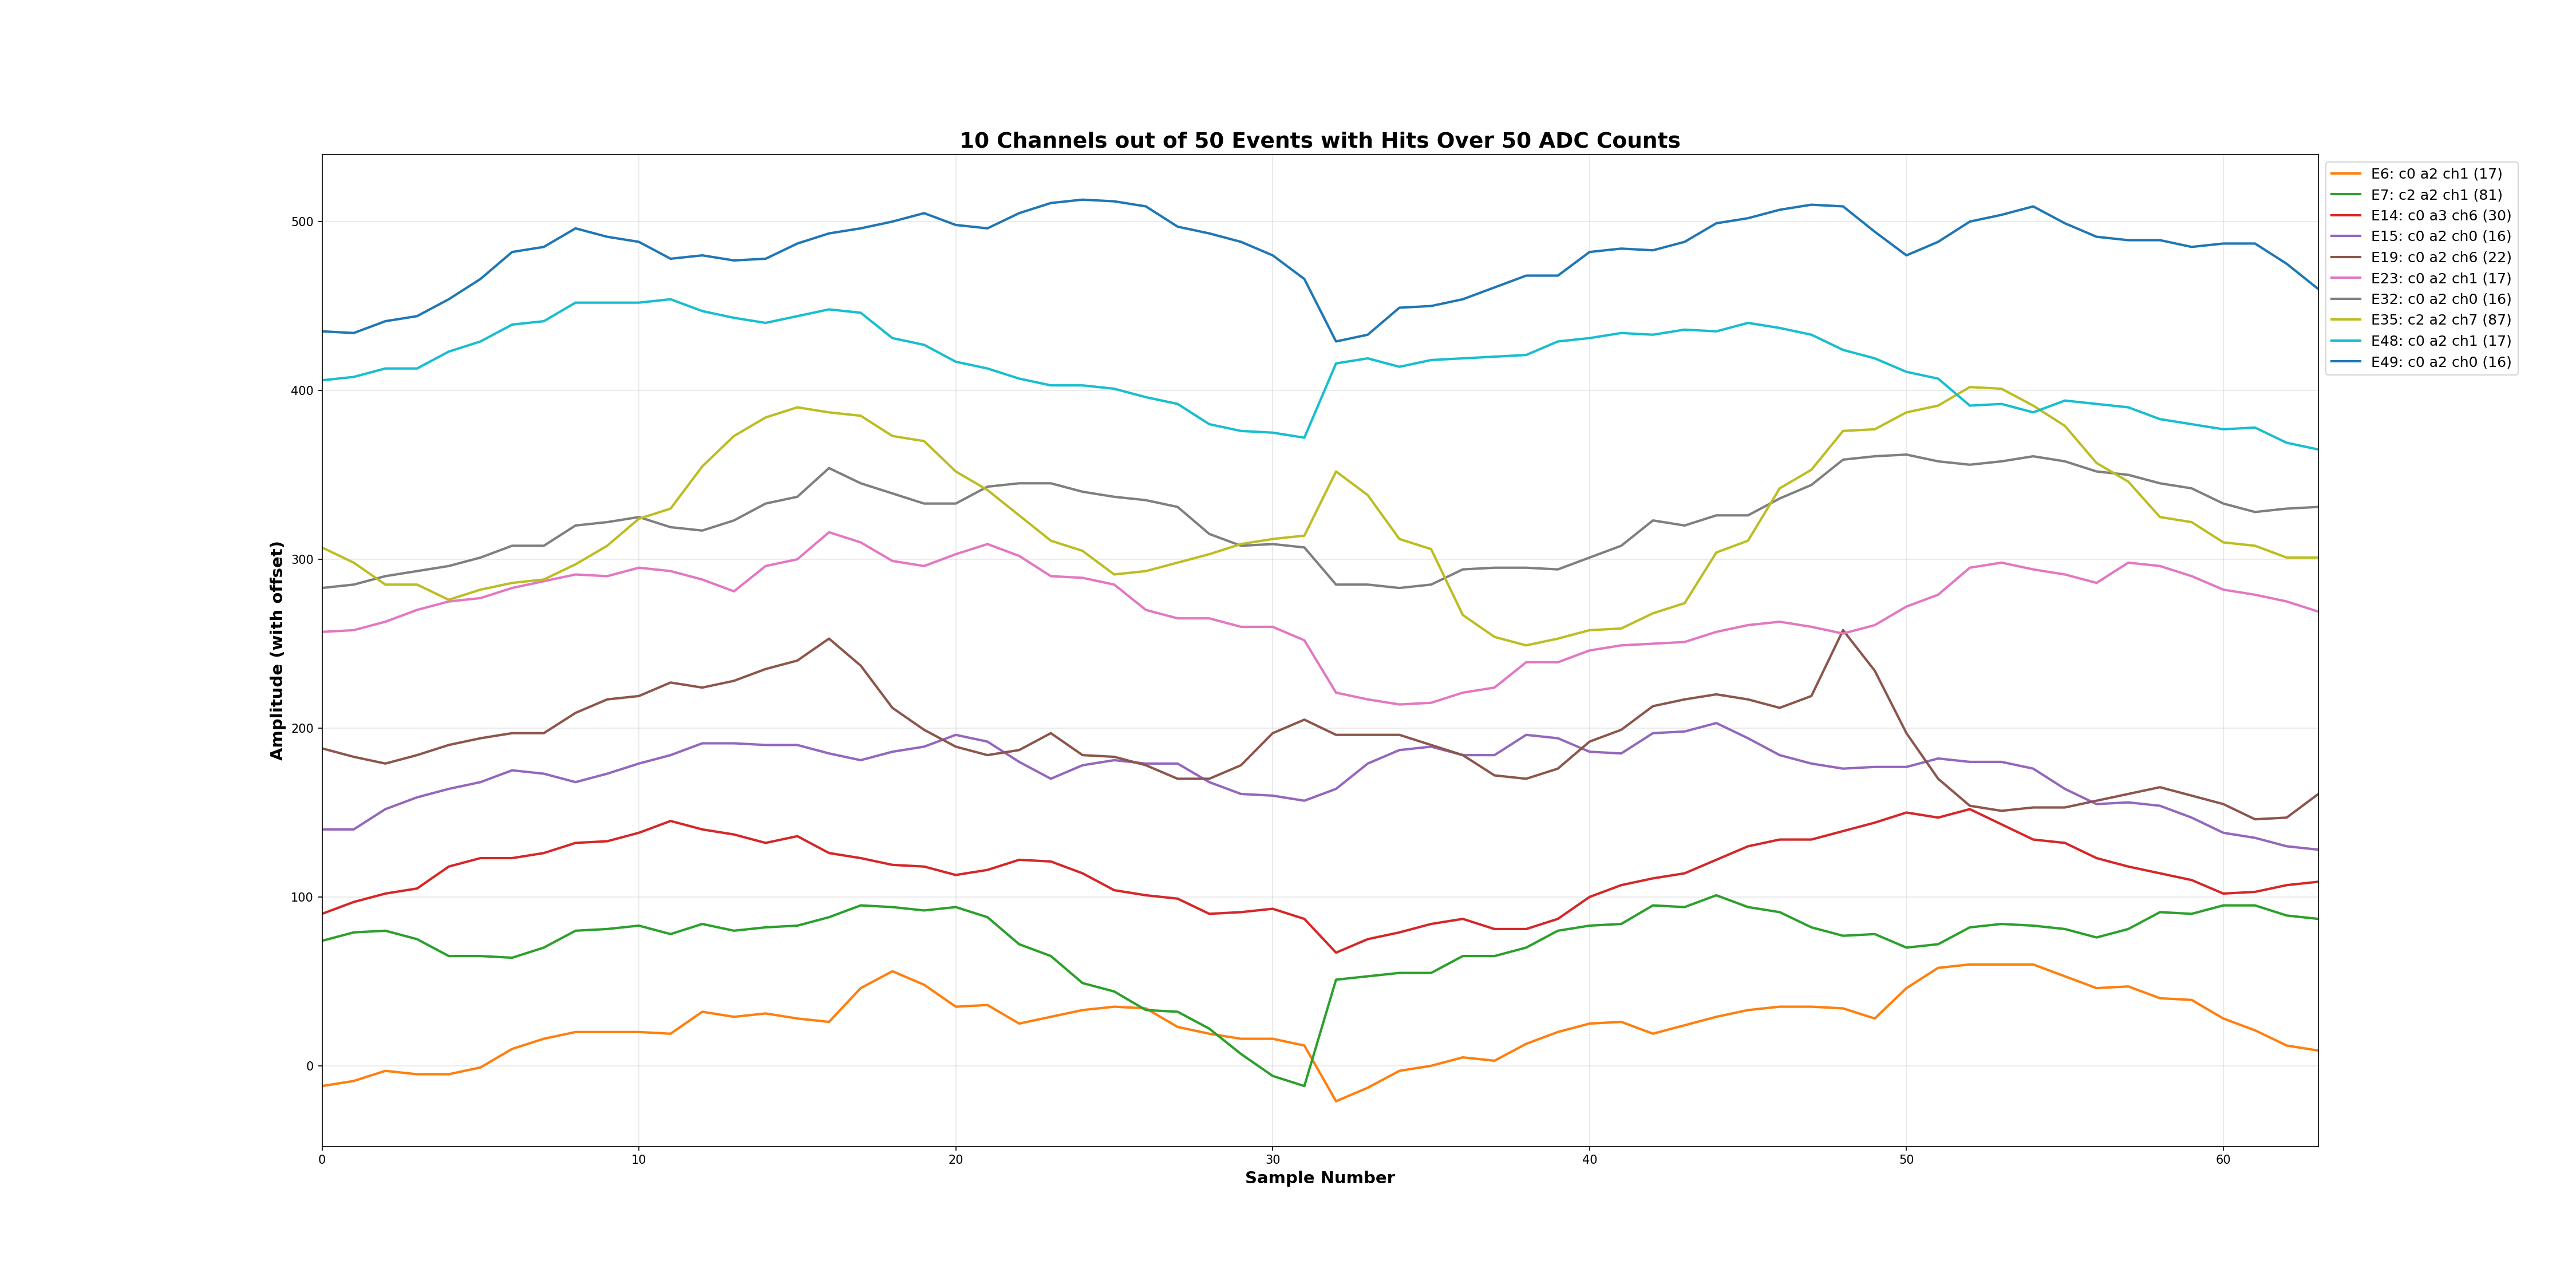 10 Channels out of 50 Events with Hits Over 50 ADC Counts
E6: c0 a2 ch1 (17)
E7: c2 a2 ch1 (81)
E14: c0 a3 ch6 (30)
E15: c0 a2 ch0 (16)
E19: c0 a2 ch6 (22)
E23: c0 a2 ch1 (17)
E32: c0 a2 ch0 (16)
E35: c2 a2 ch7 (87)
E48: c0 a2 ch1 (17)
E49: c0 a2 ch0 (16)
Amplitude (with offset)
500
400
300
200
100
0
0 10 20 30 40 50 60
Sample Number